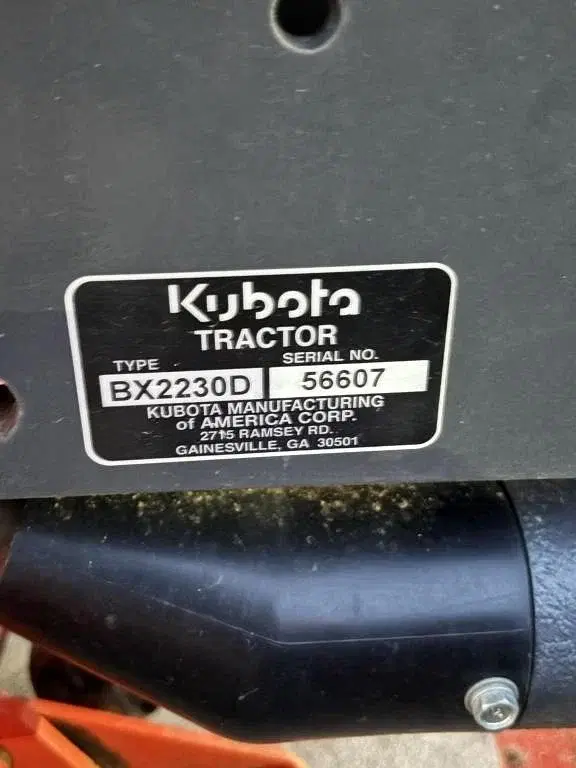 Kubota
TRACTOR
TYPE SERIAL NO.
BX2230D 56607
KUBOTA MANUFACTURING
of AMERICA CORP.
2715 RAMSEY RD.
GAINESVILLE, GA 30501